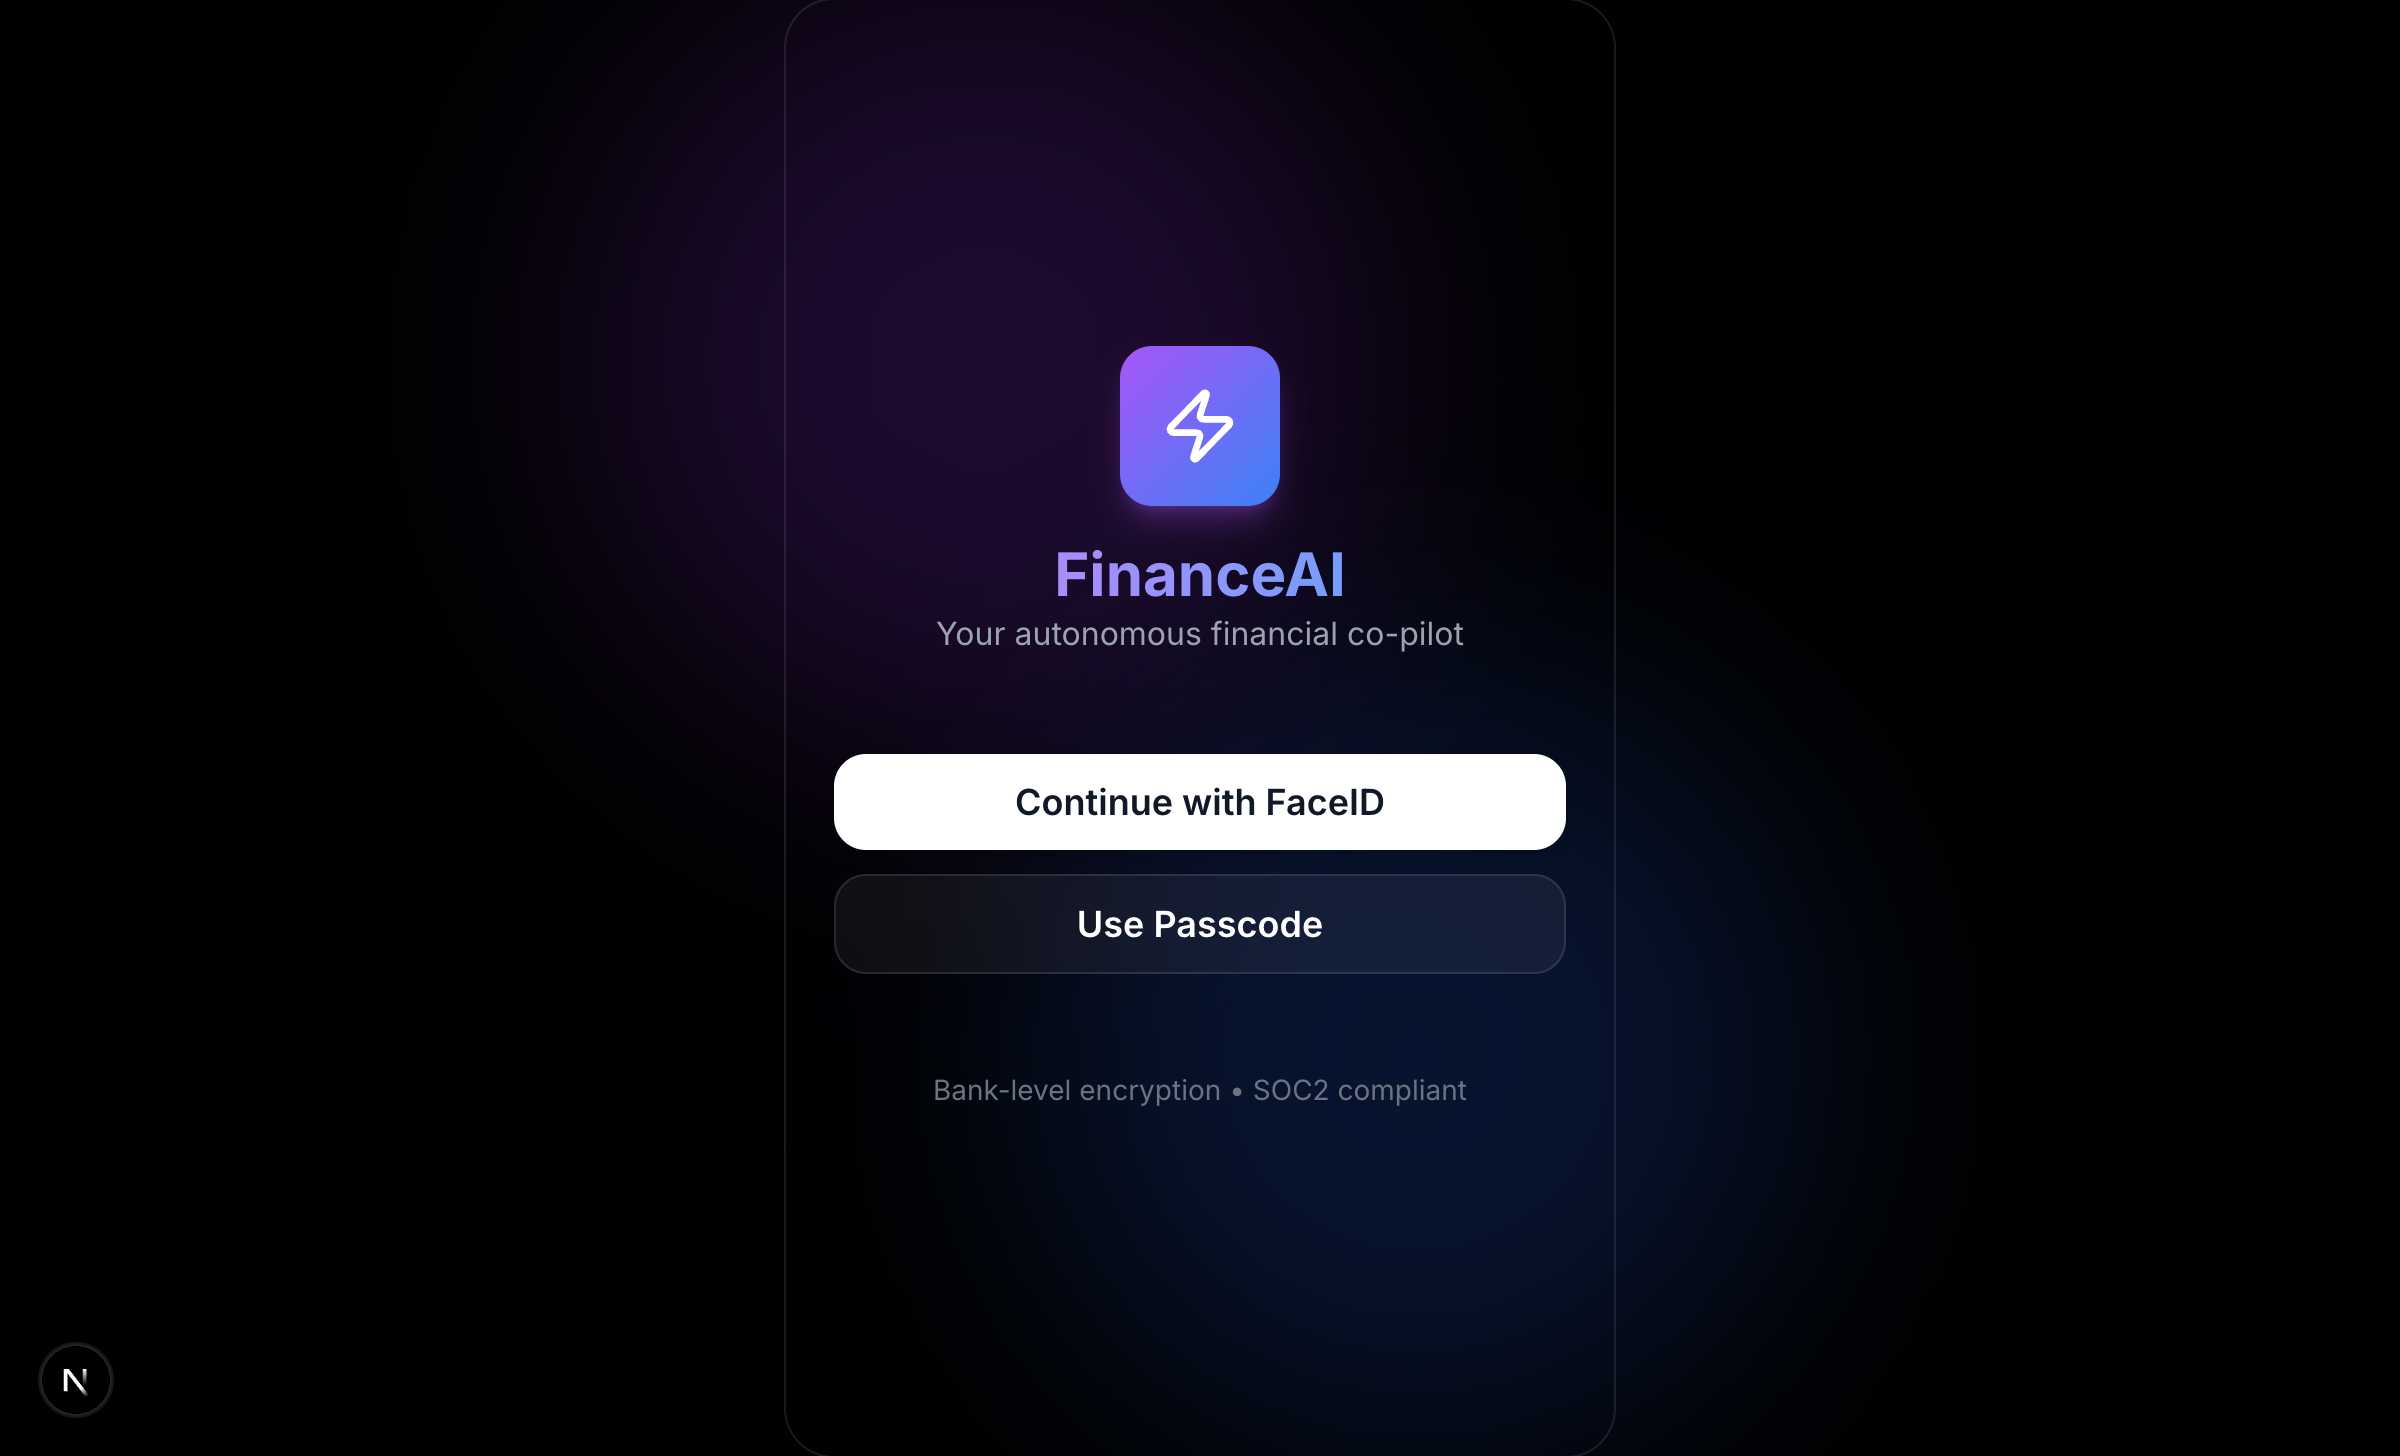 FinanceAI
Your autonomous financial co-pilot
Continue with FaceID
Use Passcode
Bank-level encryption • SOC2 compliant
N